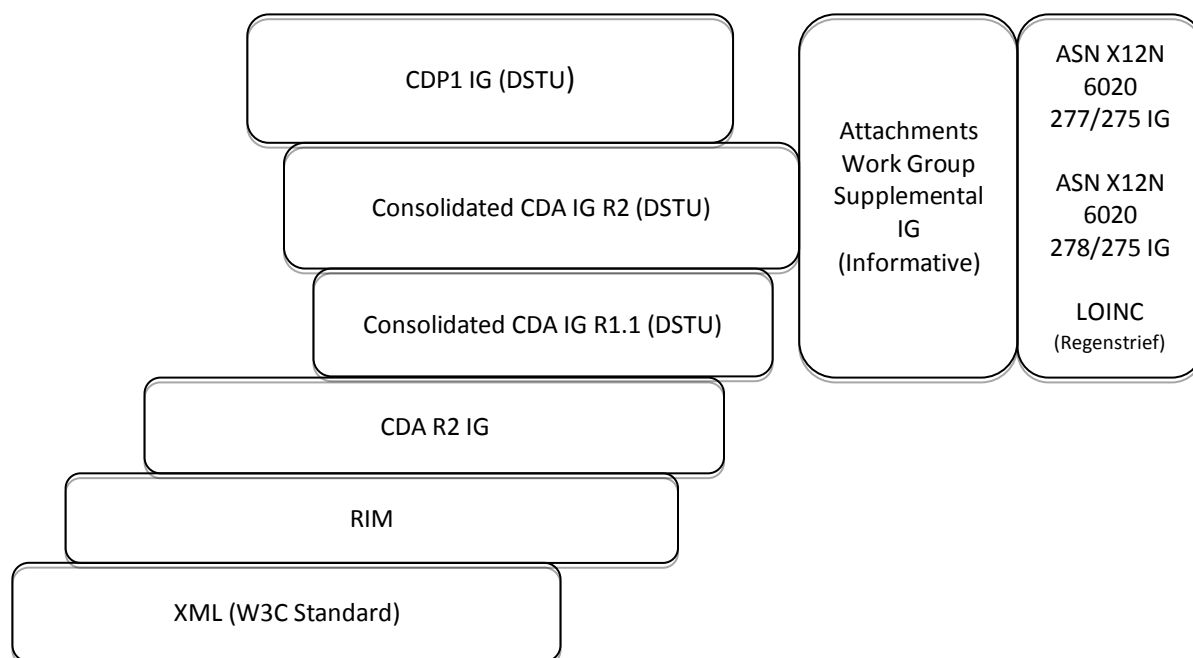 CDP1 IG (DSTU)
Consolidated CDA IG R2 (DSTU)
Consolidated CDA IG R1.1 (DSTU)
CDA R2 IG
RIM
XML (W3C Standard)
Attachments
Work Group
Supplemental
IG
(Informative)
ASN X12N
6020
277/275 IG
ASN X12N
6020
278/275 IG
LOINC
(Regenstrief)